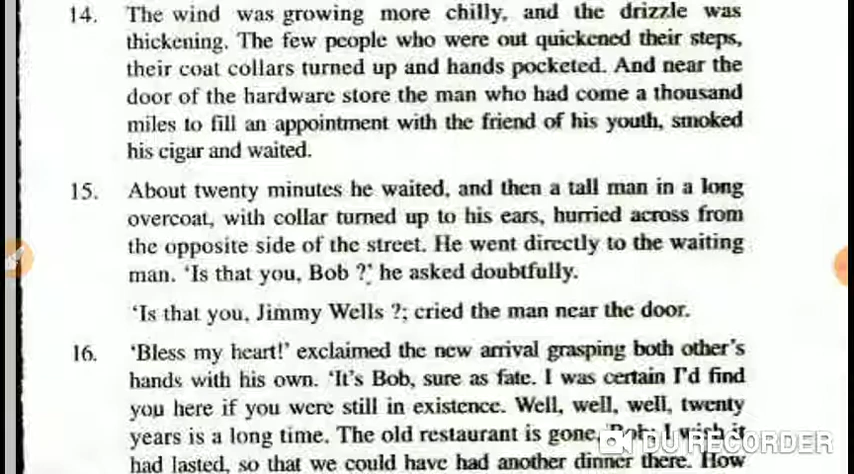 14. The wind was growing more chilly, and the drizzle was
thickening. The few people who were out quickened their steps,
their coat collars turned up and hands pocketed. And near the
door of the hardware store the man who had come a thousand
miles to fill an appointment with the friend of his youth, smoked
his cigar and waited.
15. About twenty minutes he waited, and then a tall man in a long
overcoat, with collar turned up to his ears, hurried across from
the opposite side of the street. He went directly to the waiting
man. 'Is that you, Bob ?;' he asked doubtfully.
'Is that you, Jimmy Wells ?; cried the man near the door.
16. 'Bless my heart!' exclaimed the new arrival grasping both other's
hands with his own. 'It's Bob, sure as fate. I was certain I'd find
you here if you were still in existence. Well, well, well, twenty
years is a long time. The old restaurant is gone, Bob; I wish it
had lasted, so that we could have had another dinner there. How
DU RECORDER